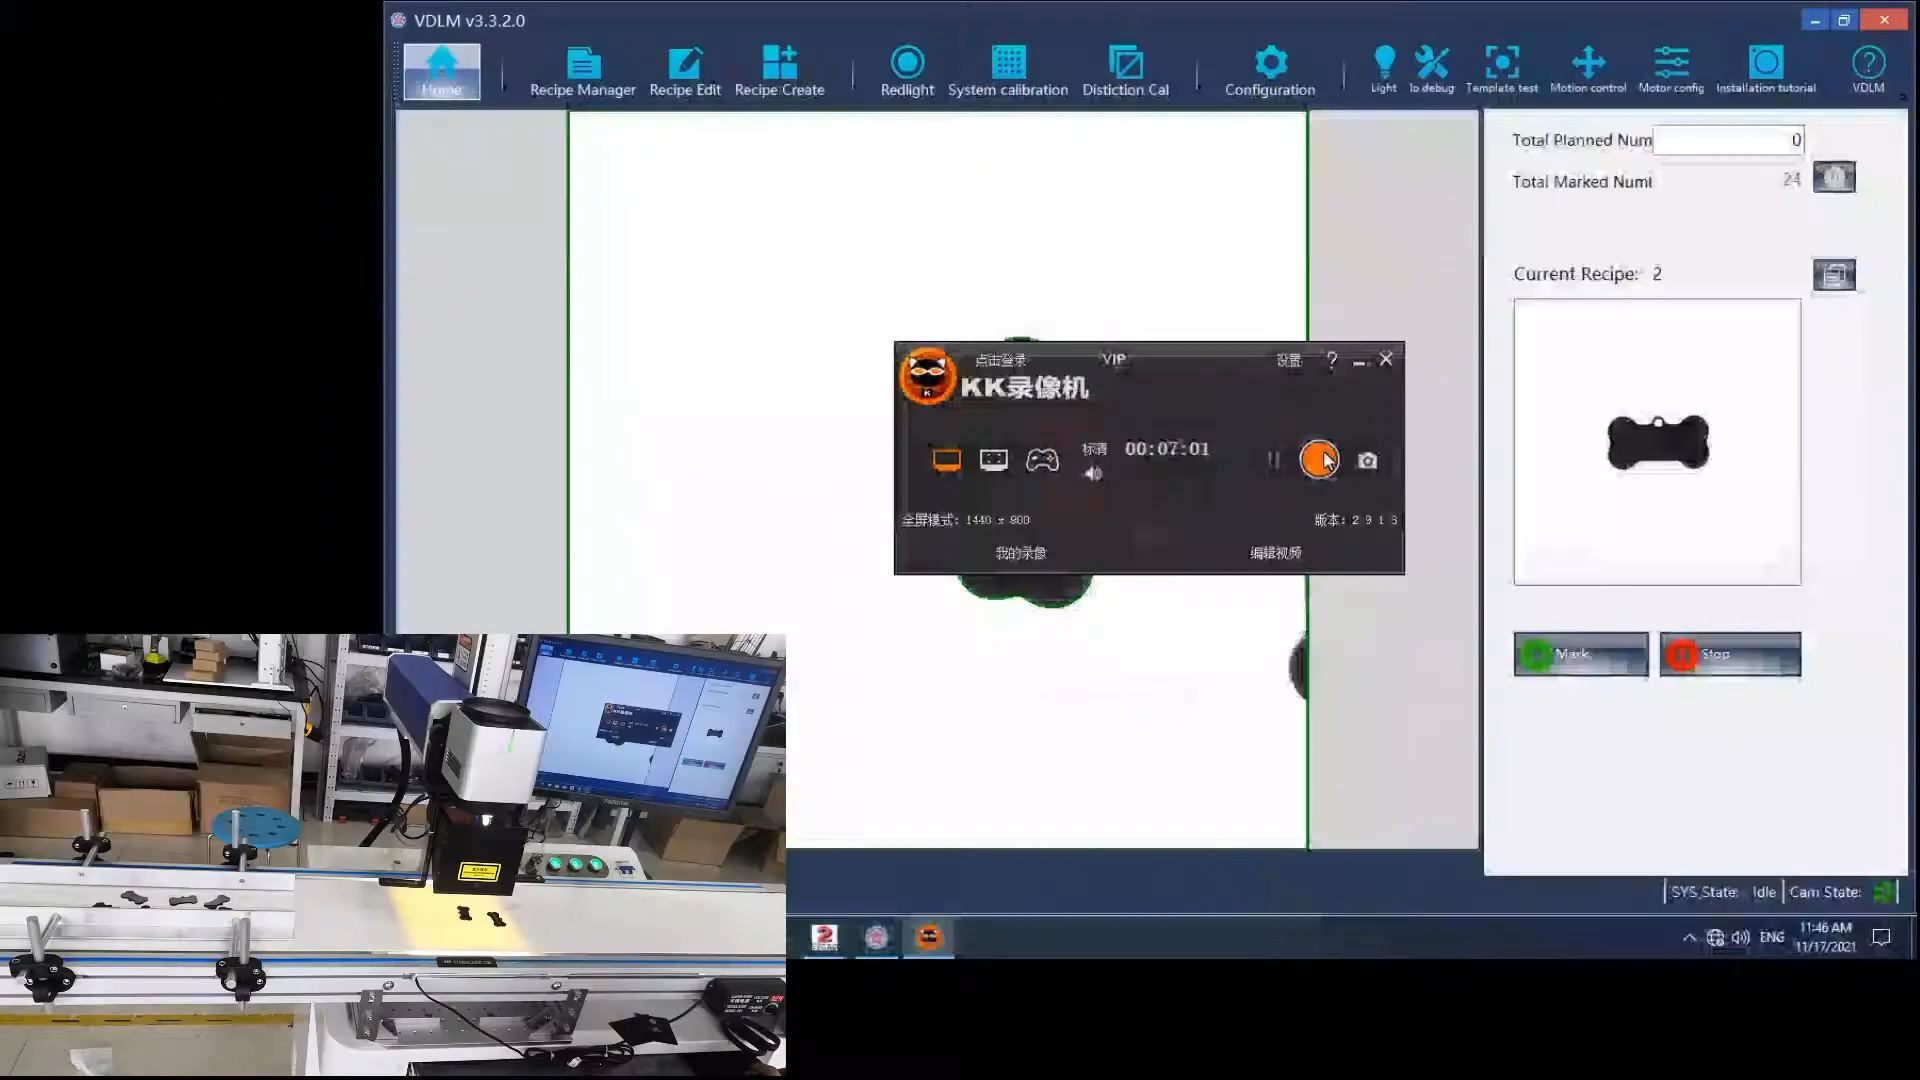 VDLM v3.3.2.0
Home
Recipe Manager
Recipe Edit
Recipe Create
Redlight
System calibration
Distiction Cal
Configuration
Light
Io debug
Template test
Motion control
Motor config
Installation tutorial
VDLM
Total Planned Num
0
Total Marked Numl
24
Current Recipe: 2
点击登录
VIP
设置
KK录像机
标清
00:07:01
全屏模式: 1440 x 900
版本: 2 9 1 3
我的录像
编辑视频
Mark
Stop
SYS State: Idle
Cam State:
ENG
11:46 AM
11/17/2021